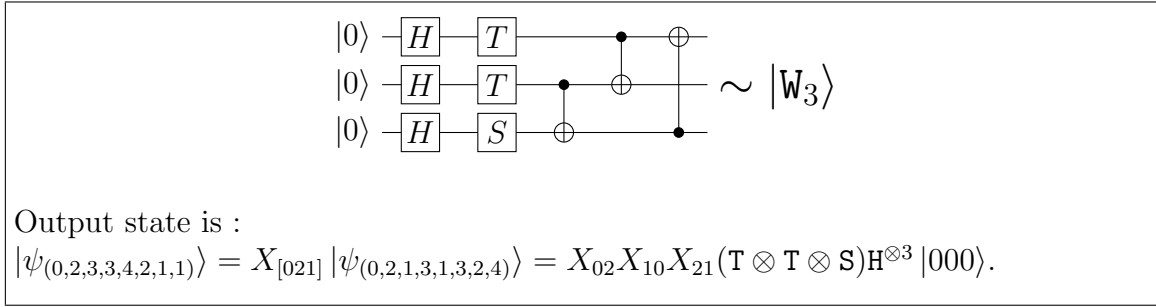 |0⟩ H T
|0⟩ H T ∼ |W₃⟩
|0⟩ H S
Output state is :
|ψ₍₀,₂,₃,₃,₄,₂,₁,₁₎⟩ = X₍[021]₎ |ψ₍₀,₂,₁,₃,₁,₃,₂,₄₎⟩ = X₀₂X₁₀X₂₁(T ⊗ T ⊗ S)H^{⊗3} |000⟩.